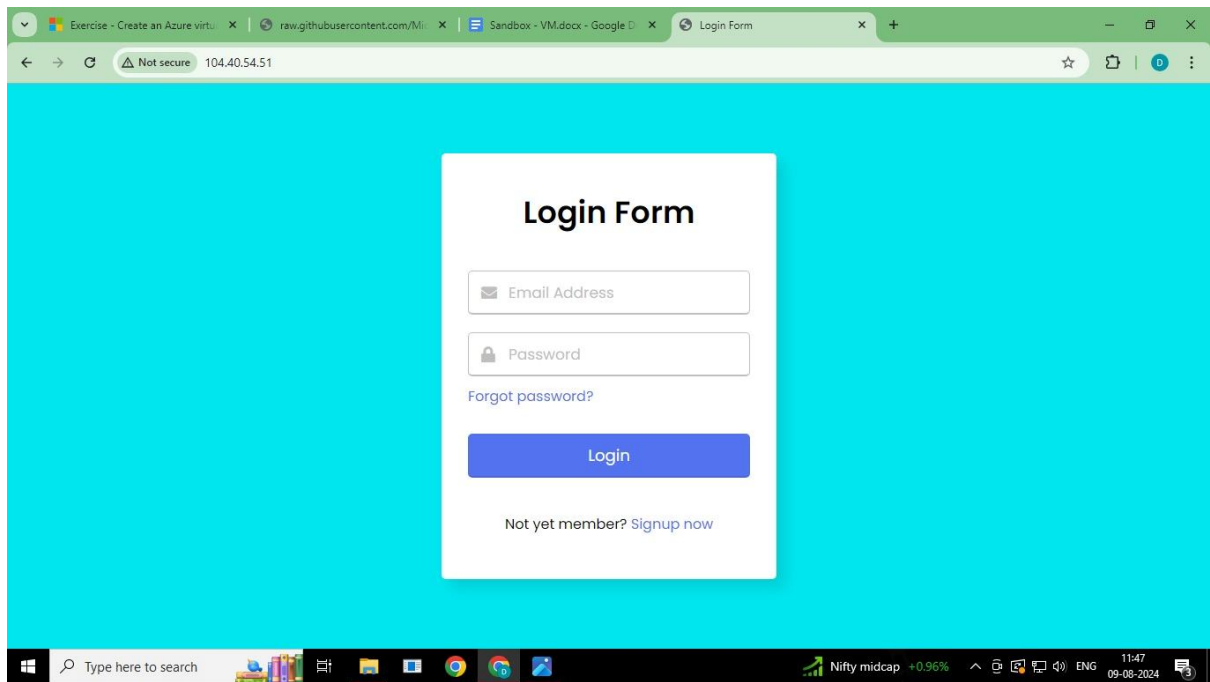 Exercise - Create an Azure virtu
raw.githubusercontent.com/Mic
Sandbox - VM.docx - Google D
Login Form
Not secure
104.40.54.51
D
Login Form
Email Address
Password
Forgot password?
Login
Not yet member? Signup now
Type here to search
Nifty midcap +0.96%
ENG
11:47
09-08-2024
3